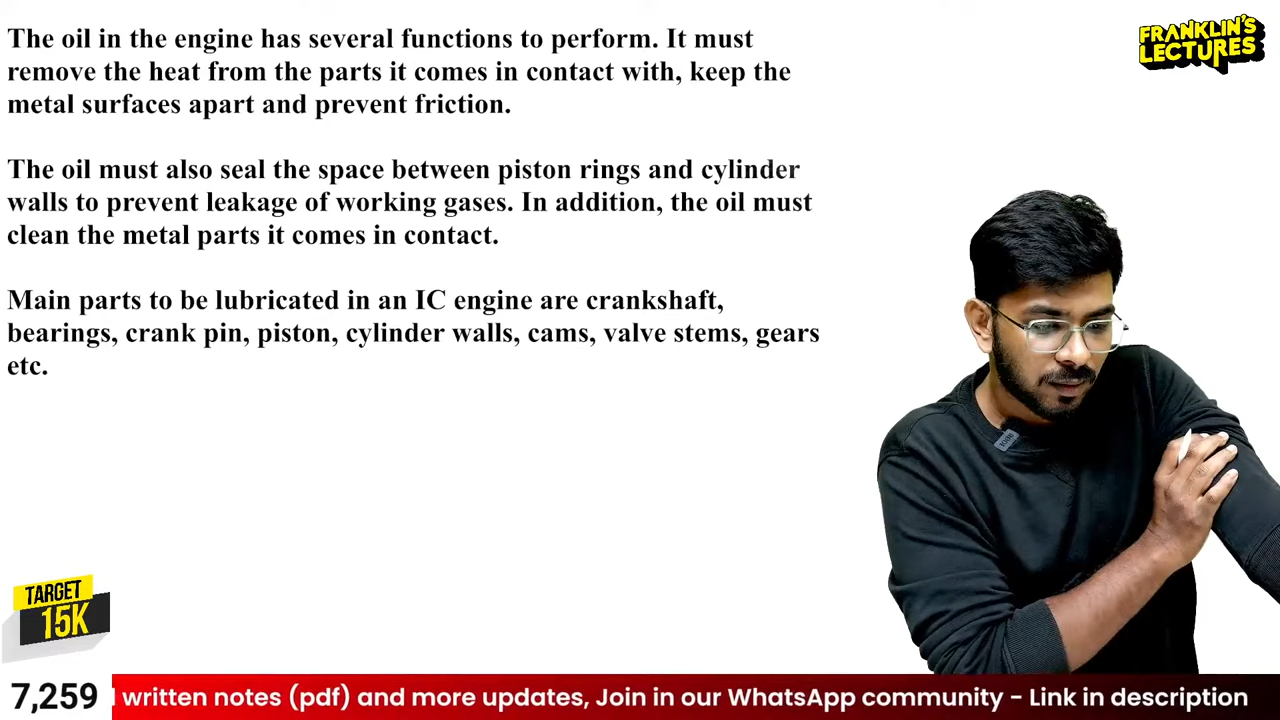 The oil in the engine has several functions to perform. It must
remove the heat from the parts it comes in contact with, keep the
metal surfaces apart and prevent friction.
The oil must also seal the space between piston rings and cylinder
walls to prevent leakage of working gases. In addition, the oil must
clean the metal parts it comes in contact.
Main parts to be lubricated in an IC engine are crankshaft,
bearings, crank pin, piston, cylinder walls, cams, valve stems, gears
etc.
FRANKLIN'S
LECTURES
TARGET
15K
7,259
written notes (pdf) and more updates, Join in our WhatsApp community - Link in description